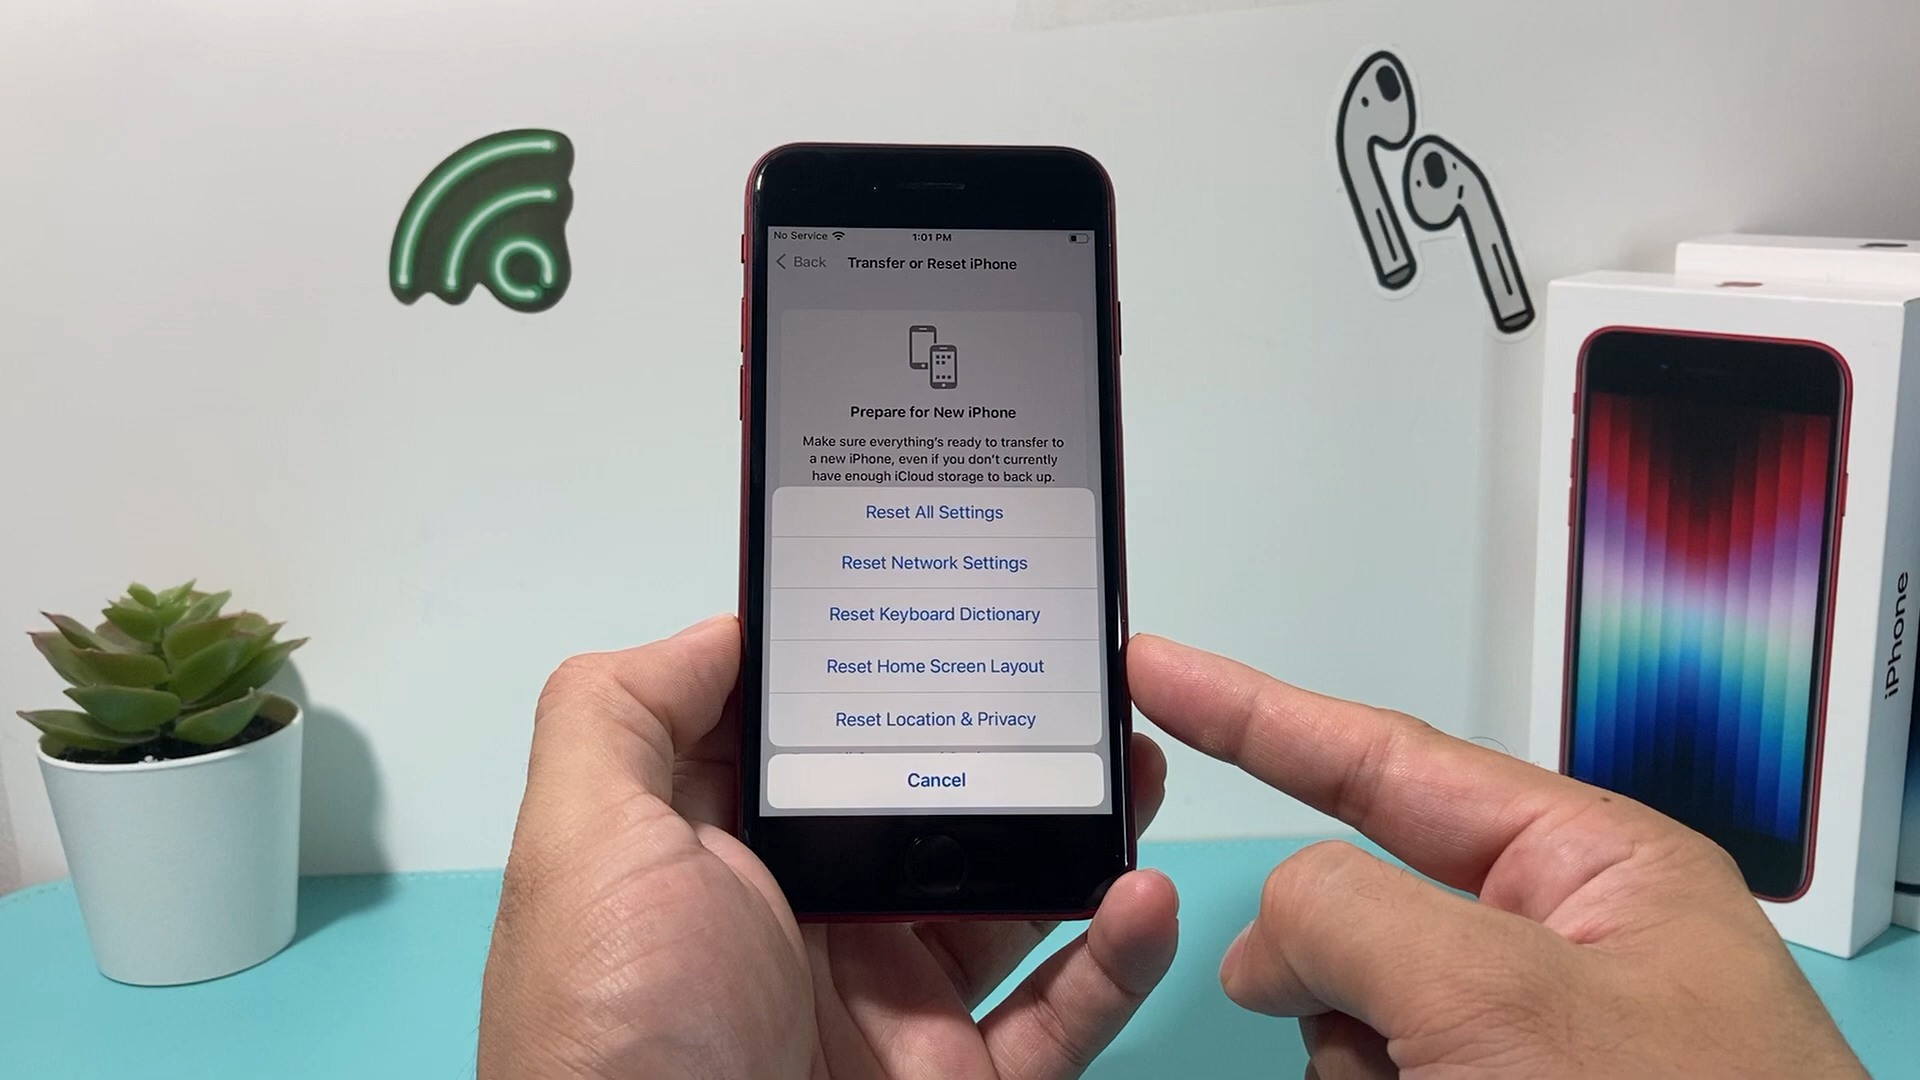 No Service
1:01 PM
Back
Transfer or Reset iPhone
Prepare for New iPhone
Make sure everything's ready to transfer to
a new iPhone, even if you don't currently
have enough iCloud storage to back up.
Reset All Settings
Reset Network Settings
Reset Keyboard Dictionary
Reset Home Screen Layout
Reset Location & Privacy
Cancel
iPhone